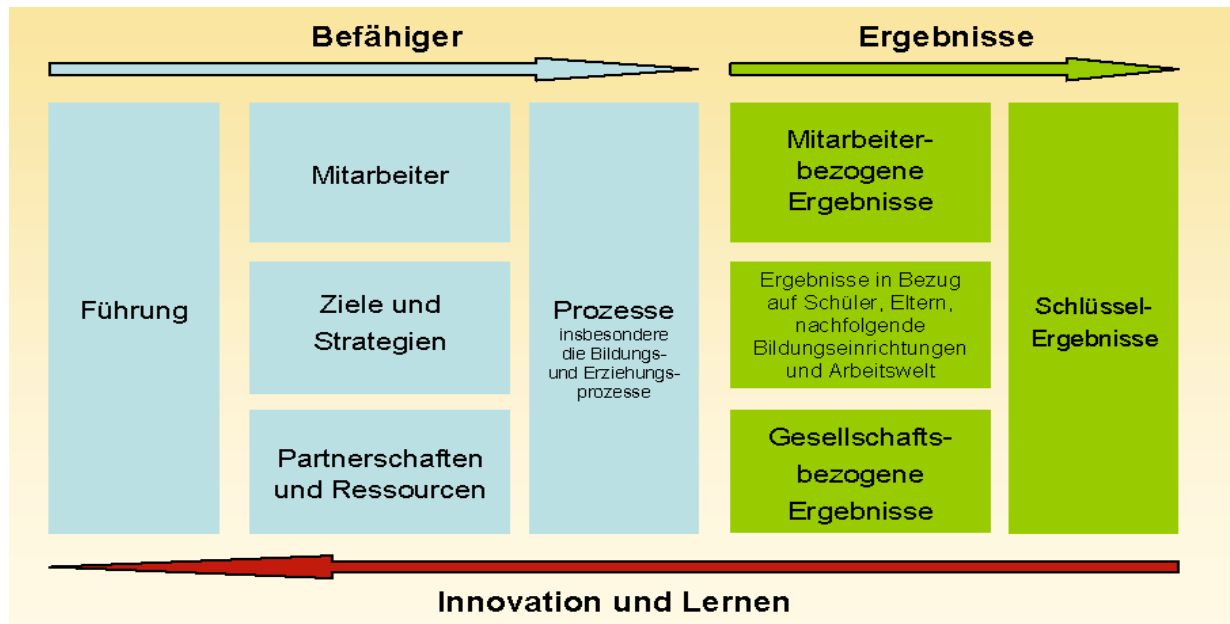 Befähiger
Ergebnisse
Führung
Mitarbeiter
Ziele und
Strategien
Partnerschaften
und Ressourcen
Prozesse
insbesondere
die Bildungs-
und Erziehungs-
prozesse
Mitarbeiter-
bezogene
Ergebnisse
Ergebnisse in Bezug
auf Schüler, Eltern,
nachfolgende
Bildungseinrichtungen
und Arbeitswelt
Gesellschafts-
bezogene
Ergebnisse
Schlüssel-
Ergebnisse
Innovation und Lernen